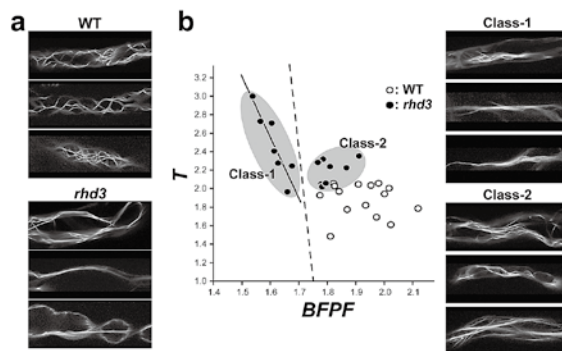 a
WT
rhd3
b
3.2
3.0
2.8
2.6
2.4
2.2
2.0
1.8
1.6
1.4
1.2
1.0
T
1.4 1.5 1.6 1.7 1.8 1.9 2.0 2.1
BFPF
○: WT
●: rhd3
Class-1
Class-2
Class-1
Class-2